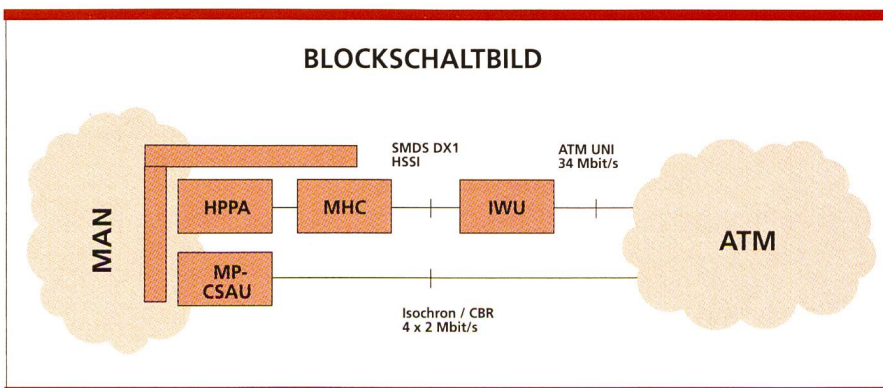 BLOCKSCHALTBILD
SMDS DX1
HSSI
ATM UNI
34 Mbit/s
MAN
HPPA
MHC
IWU
ATM
MP-
CSAU
Isochron / CBR
4 x 2 Mbit/s